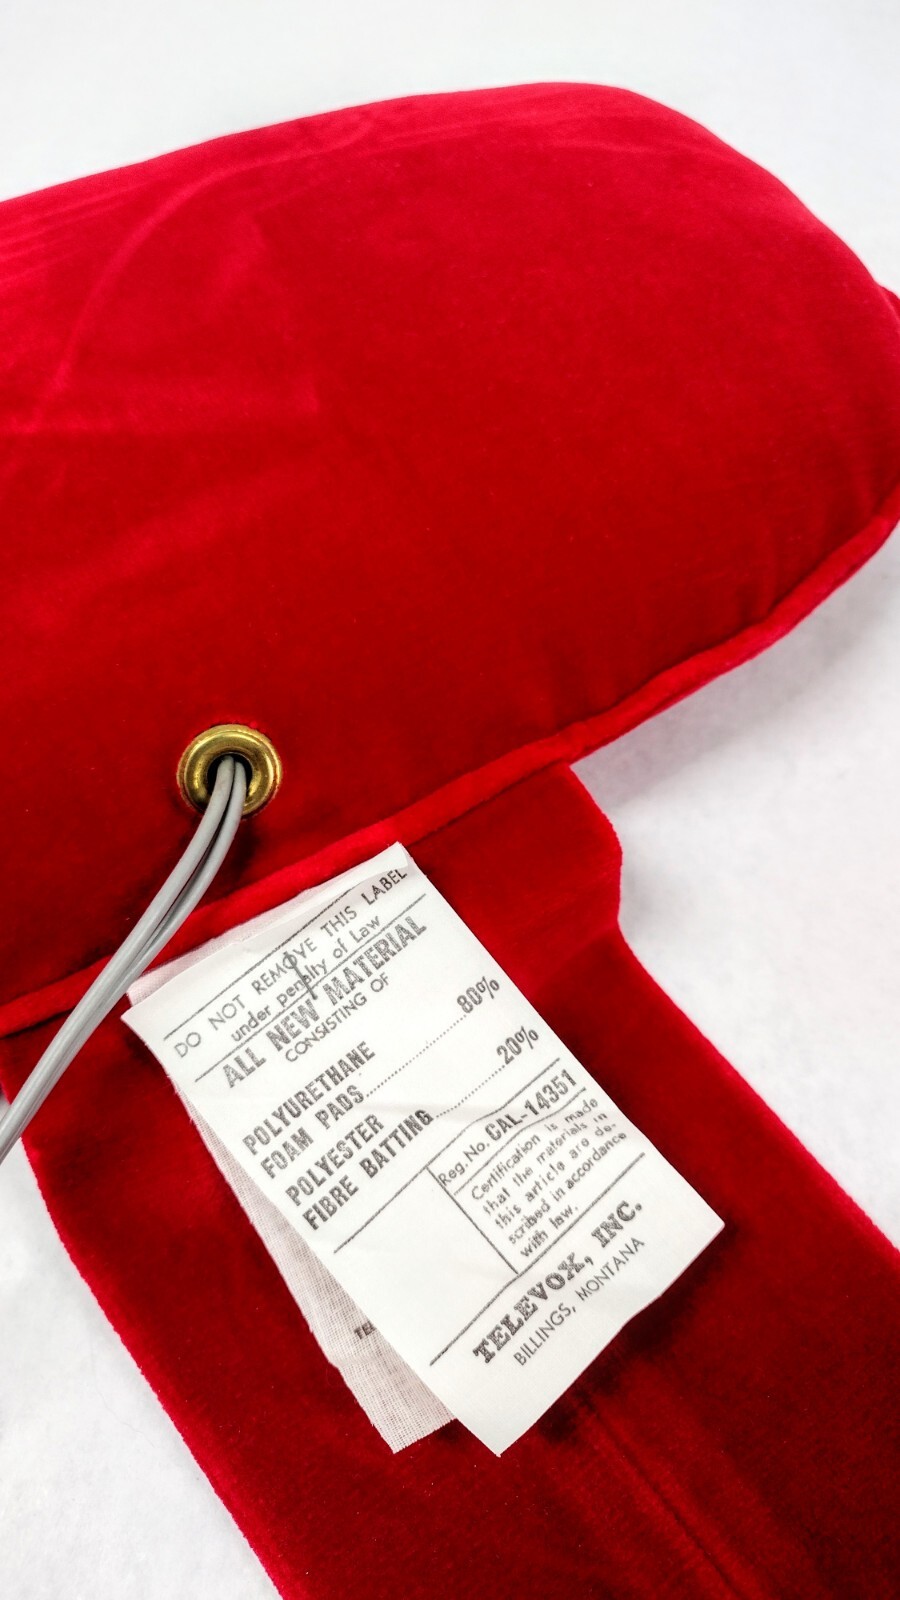 DO NOT REMOVE THIS LABEL
under penalty of Law
ALL NEW MATERIAL
CONSISTING OF
POLYURETHANE
FOAM PADS..............80%
POLYESTER
FIBRE BATTING..............20%
Reg. No. CAL-14351
Certification is made
that the materials in
this article are de-
scribed in accordance
with law.
TELEVOX, INC.
BILLINGS, MONTANA